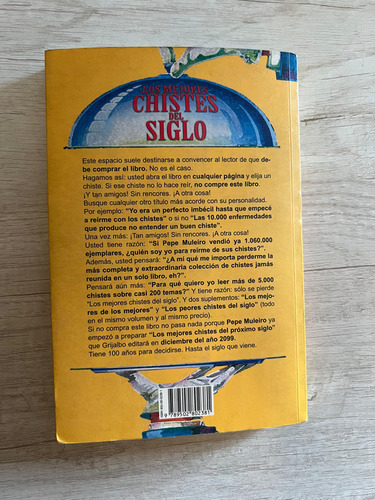 LOS MEJORES
CHISTES
DEL
SIGLO
Este espacio suele destinarse a convencer al lector de que de-
be comprar el libro. No es el caso.
Hagamos así: usted abra el libro en cualquier página y elija un
chiste. Si ese chiste no lo hace reír, no compre este libro.
¡Y tan amigos! Sin rencores. ¡A otra cosa!
Busque cualquier otro título más acorde con su personalidad.
Por ejemplo: "Yo era un perfecto imbécil hasta que empecé
a reírme con los chistes" o si no "Las 10.000 enfermedades
que produce no entender un buen chiste".
Una vez más: ¡Tan amigos! Sin rencores. ¡A otra cosa!
Usted tiene razón: "Si Pepe Muleiro vendió ya 1.060.000
ejemplares, ¿quién soy yo para reírme de sus chistes?".
Además, usted pensará: "¿A mí qué me importa perderme la
más completa y extraordinaria colección de chistes jamás
reunida en un solo libro, eh?".
Pensará aún más: "Para qué quiero yo leer más de 5.000
chistes sobre casi 200 temas?" Y tiene razón: sólo se pierde
"Los mejores chistes del siglo". Y dos suplementos: "Los mejo-
res de los mejores" y "Los peores chistes del siglo" (todo
en el mismo volumen y al mismo precio).
Si no compra este libro no pasa nada porque Pepe Muleiro ya
empezó a preparar "Los mejores chistes del próximo siglo"
que Grijalbo editará en diciembre del año 2099.
Tiene 100 años para decidirse. Hasta el siglo que viene.
9789502802381